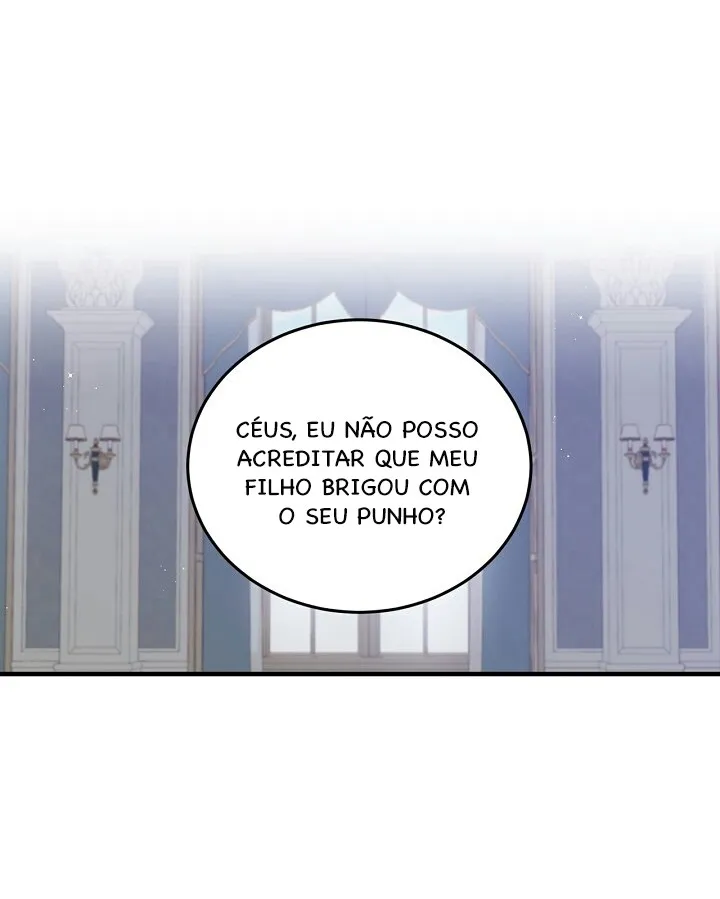 CÉUS, EU NÃO POSSO
ACREDITAR QUE MEU
FILHO BRIGOU COM
O SEU PUNHO?